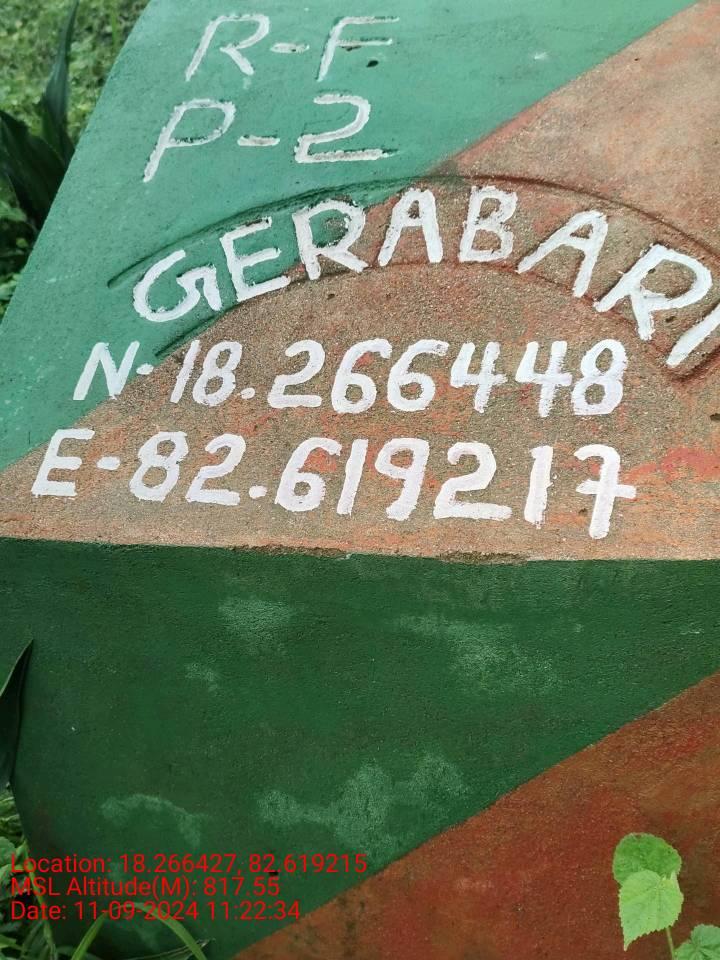 R-F
P-2
GERABARI
N-18.266448
E-82.619217
Location: 18.266427, 82.619215
MSL Altitude(M): 817.55
Date: 11-09-2024 11:22:34